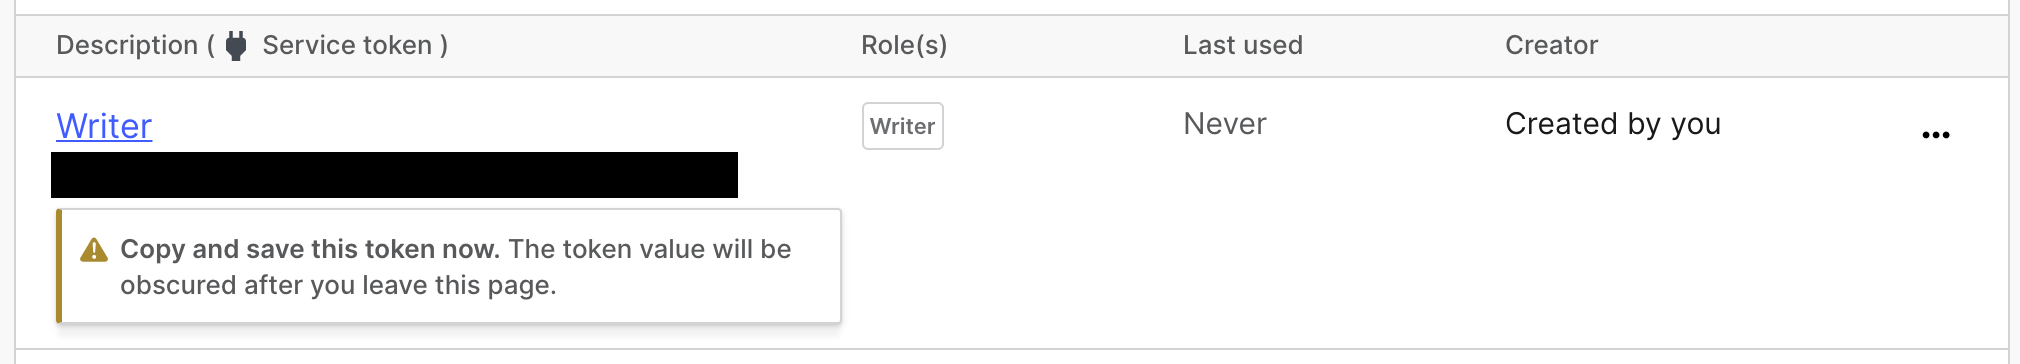 Description ( Service token ) Role(s) Last used Creator
Writer Writer Never Created by you ...
Copy and save this token now. The token value will be
obscured after you leave this page.